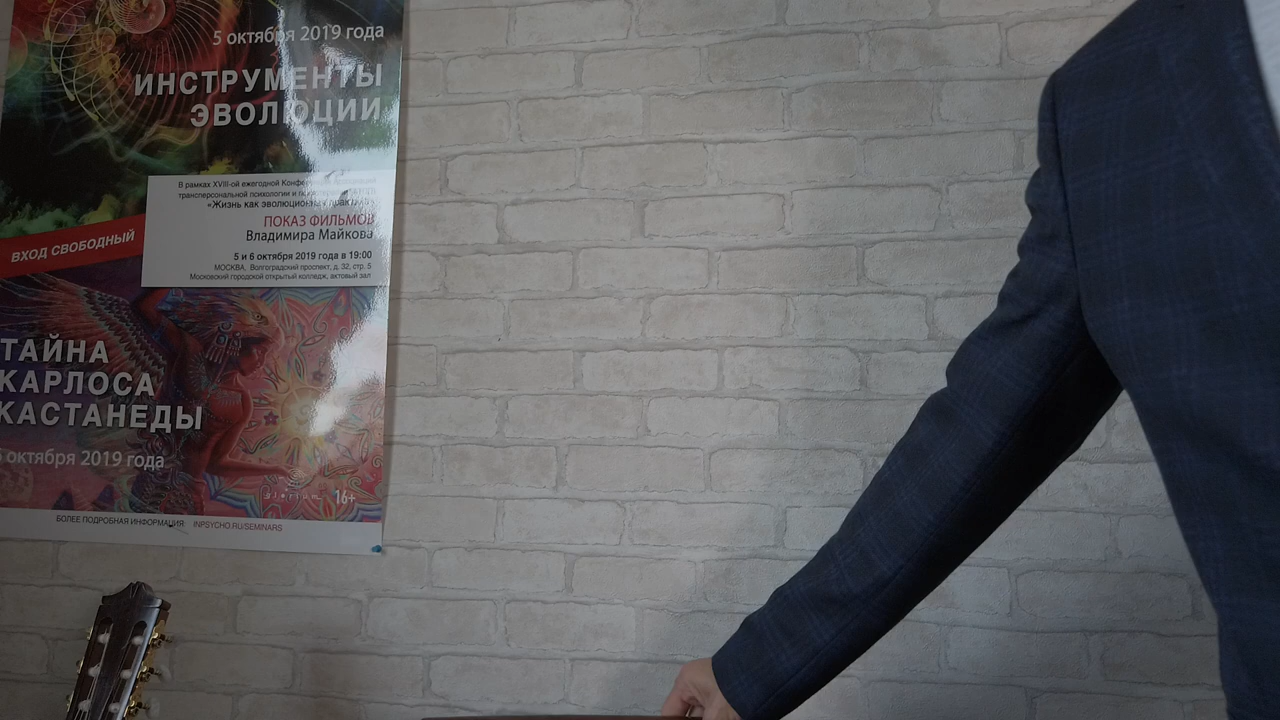 5 октября 2019 года
ИНСТРУМЕНТЫ
ЭВОЛЮЦИИ
В рамках XVIII-ой ежегодной
трансперсональной психологии и
«Жизнь как эволюционная практика»
ПОКАЗ ФИЛЬМОВ
Владимира Майкова
5 и 6 октября 2019 года в 19:00
МОСКВА, Волгоградский проспект, д. 32, стр. 5
Московский городской открытый колледж, актовый зал
ВХОД СВОБОДНЫЙ
ТАЙНА
КАРЛОСА
КАСТАНЕДЫ
октября 2019 года
16+
БОЛЕЕ ПОДРОБНАЯ ИНФОРМАЦИЯ: INPSYCHO.RU/SEMINARS